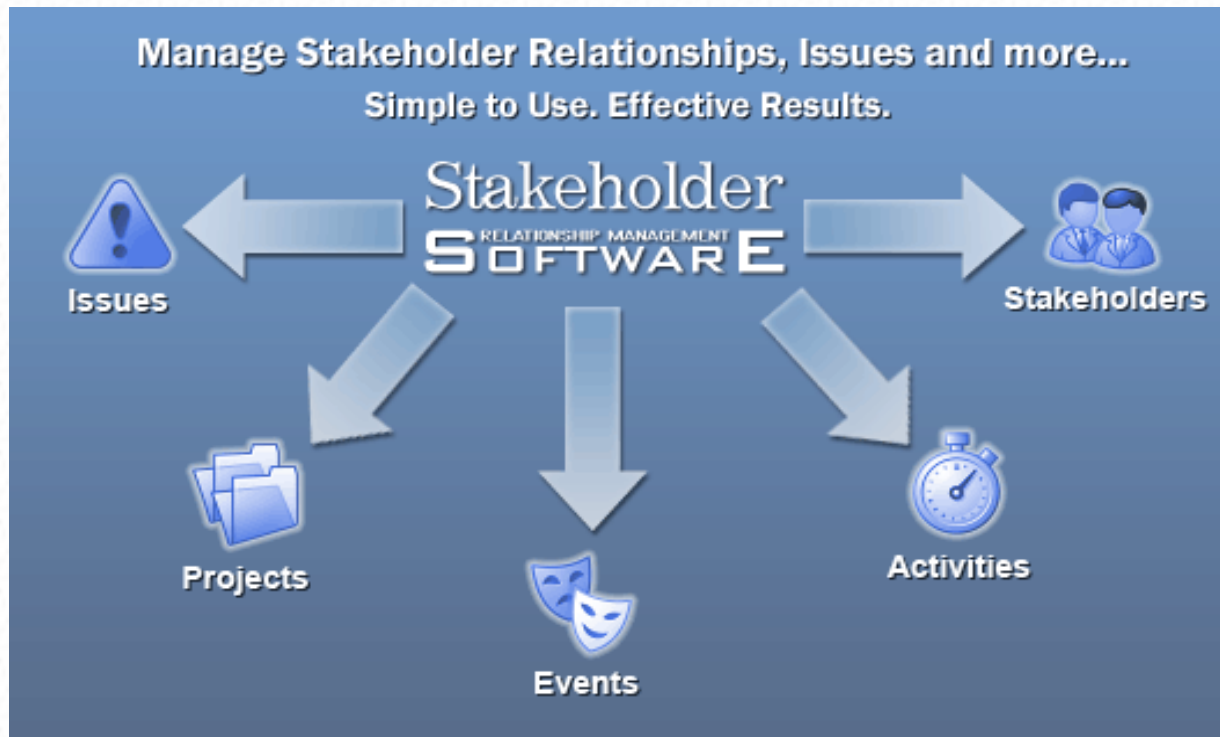 Manage Stakeholder Relationships, Issues and more...
Simple to Use. Effective Results.
Stakeholder
RELATIONSHIP MANAGEMENT
SOFTWARE
Issues
Stakeholders
Projects
Activities
Events